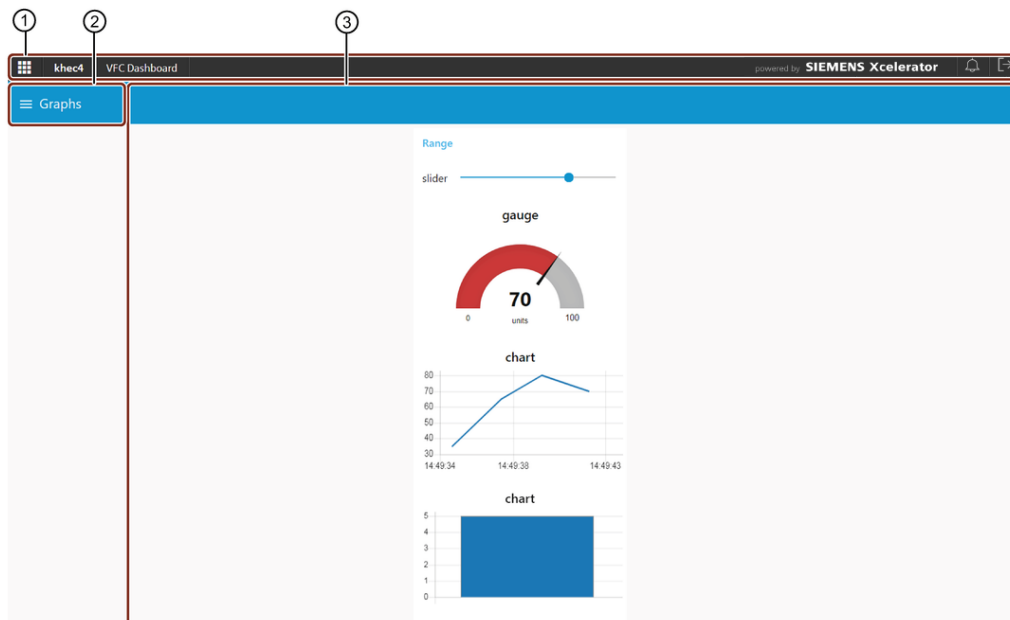 1 2 3
khec4 VFC Dashboard powered by SIEMENS Xcelerator
Graphs
Range
slider
gauge
70
0 units 100
chart
80
70
60
50
40
30
14:49:34 14:49:38 14:49:43
chart
5
4
3
2
1
0